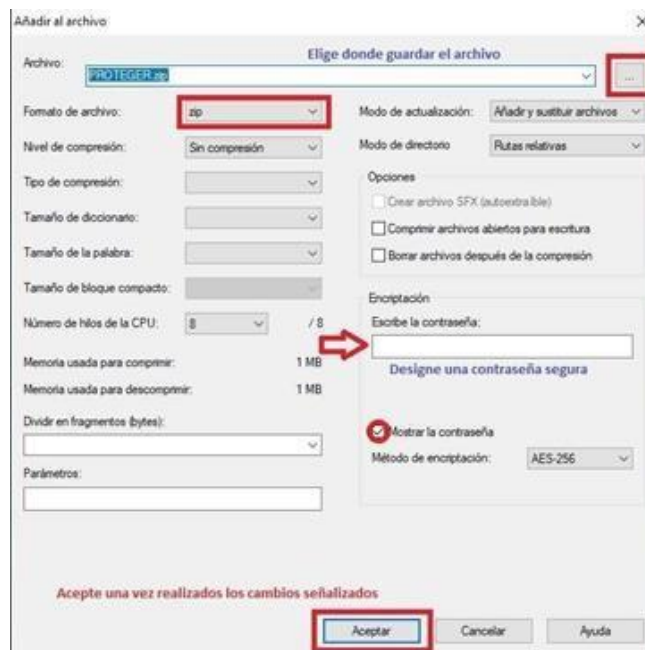 Añadir al archivo
Elige donde guardar el archivo
Archivo:
PROTEGER.zip
...
Formato de archivo:
zip
Modo de actualización:
Añadir y sustituir archivos
Nivel de compresión:
Sin compresión
Modo de directorio
Rutas relativas
Tipo de compresión:
Opciones
Crear archivo SFX (autoextraíble)
Tamaño de diccionario:
Comprimir archivos abiertos para escritura
Tamaño de la palabra:
Borrar archivos después de la compresión
Tamaño de bloque compacto:
Encriptación
Número de hilos de la CPU:
8
/ 8
Escribe la contraseña:
Memoria usada para comprimir:
1 MB
Designe una contraseña segura
Memoria usada para descomprimir:
1 MB
Dividir en fragmentos (bytes):
Mostrar la contraseña
Método de encriptación:
AES-256
Parámetros:
Acepte una vez realizados los cambios señalizados
Aceptar
Cancelar
Ayuda